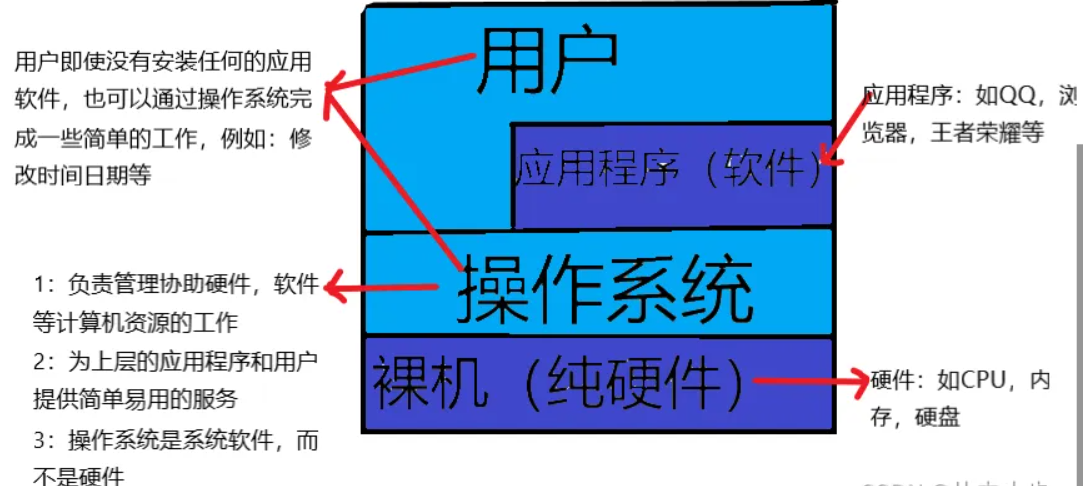 用户即使没有安装任何的应用
软件，也可以通过操作系统完
成一些简单的工作，例如：修
改时间日期等
用户
应用程序：如QQ，浏
览器，王者荣耀等
应用程序（软件）
1：负责管理协助硬件，软件
等计算机资源的工作
2：为上层的应用程序和用户
提供简单易用的服务
3：操作系统是系统软件，而
不是硬件
操作系统
裸机（纯硬件）
硬件：如CPU，内
存，硬盘